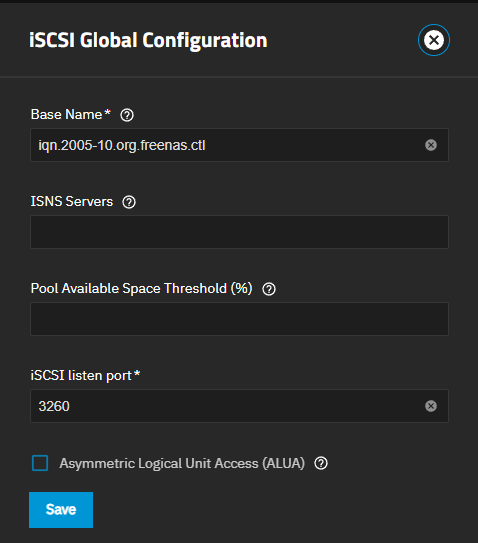 iSCSI Global Configuration
Base Name*
iqn.2005-10.org.freenas.ctl
ISNS Servers
Pool Available Space Threshold (%)
iSCSI listen port*
3260
Asymmetric Logical Unit Access (ALUA)
Save